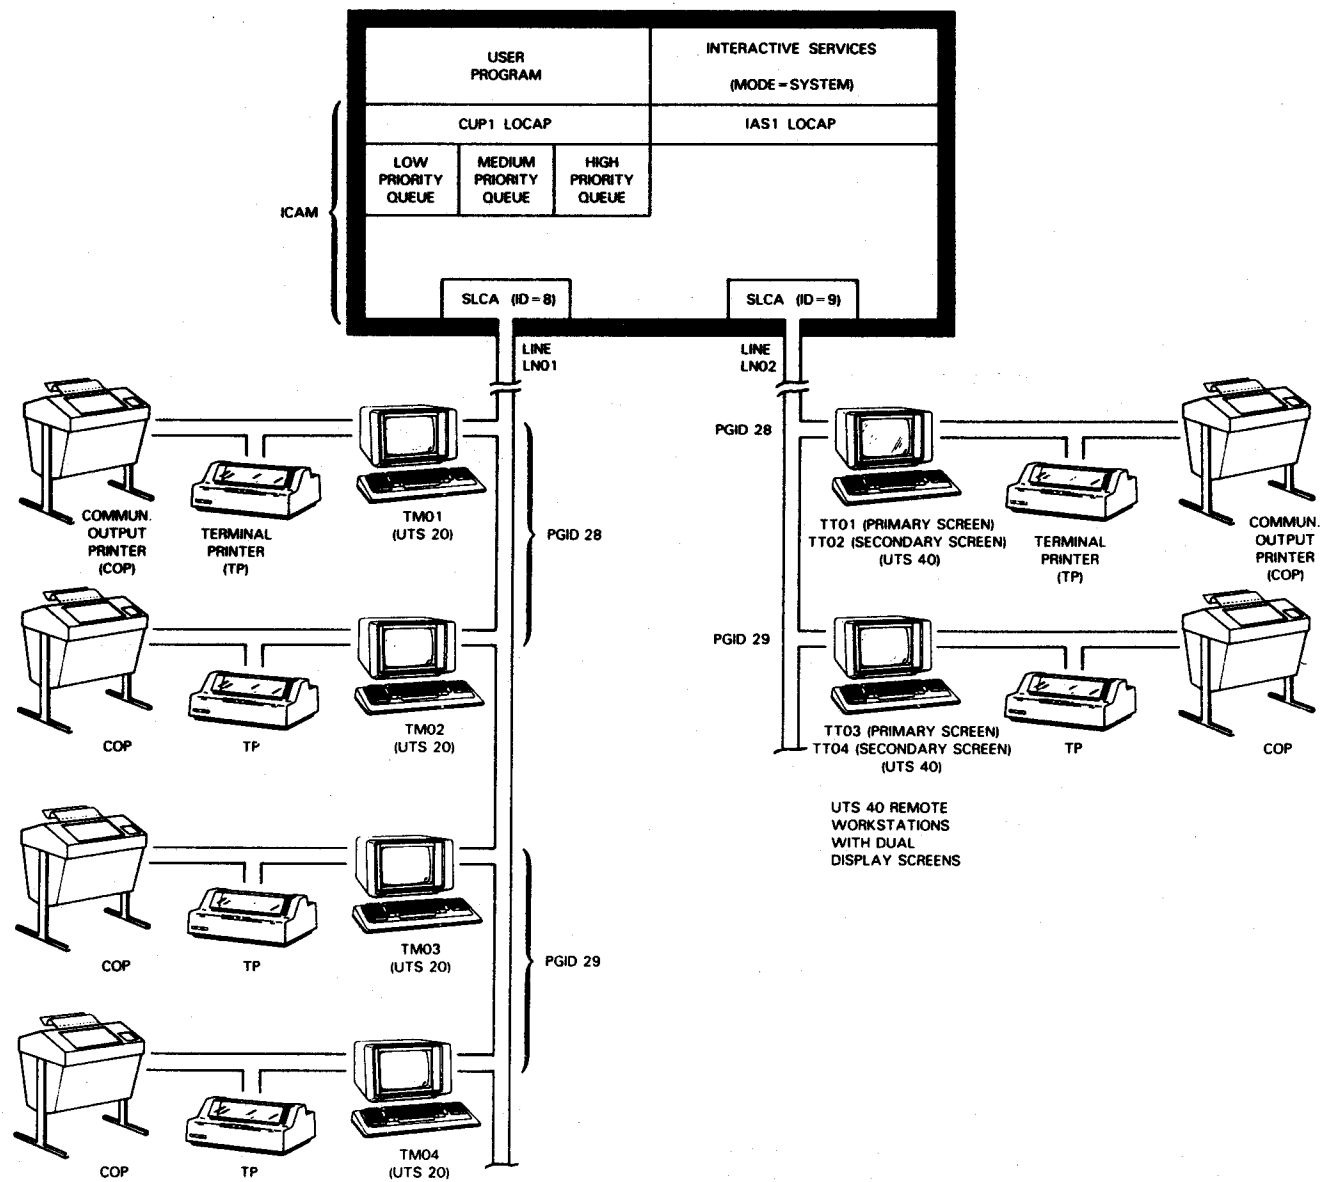 USER
PROGRAM
INTERACTIVE SERVICES
(MODE=SYSTEM)
CUP1 LOCAP
IAS1 LOCAP
LOW
PRIORITY
QUEUE
MEDIUM
PRIORITY
QUEUE
HIGH
PRIORITY
QUEUE
ICAM
SLCA (ID=8)
SLCA (ID=9)
LINE
LN01
LINE
LN02
COMMUN.
OUTPUT
PRINTER
(COP)
TERMINAL
PRINTER
(TP)
TM01
(UTS 20)
PGID 28
PGID 28
TT01 (PRIMARY SCREEN)
TT02 (SECONDARY SCREEN)
(UTS 40)
TERMINAL
PRINTER
(TP)
COMMUN.
OUTPUT
PRINTER
(COP)
COP
TP
TM02
(UTS 20)
PGID 29
TT03 (PRIMARY SCREEN)
TT04 (SECONDARY SCREEN)
(UTS 40)
TP
COP
UTS 40 REMOTE
WORKSTATIONS
WITH DUAL
DISPLAY SCREENS
COP
TP
TM03
(UTS 20)
PGID 29
COP
TP
TM04
(UTS 20)